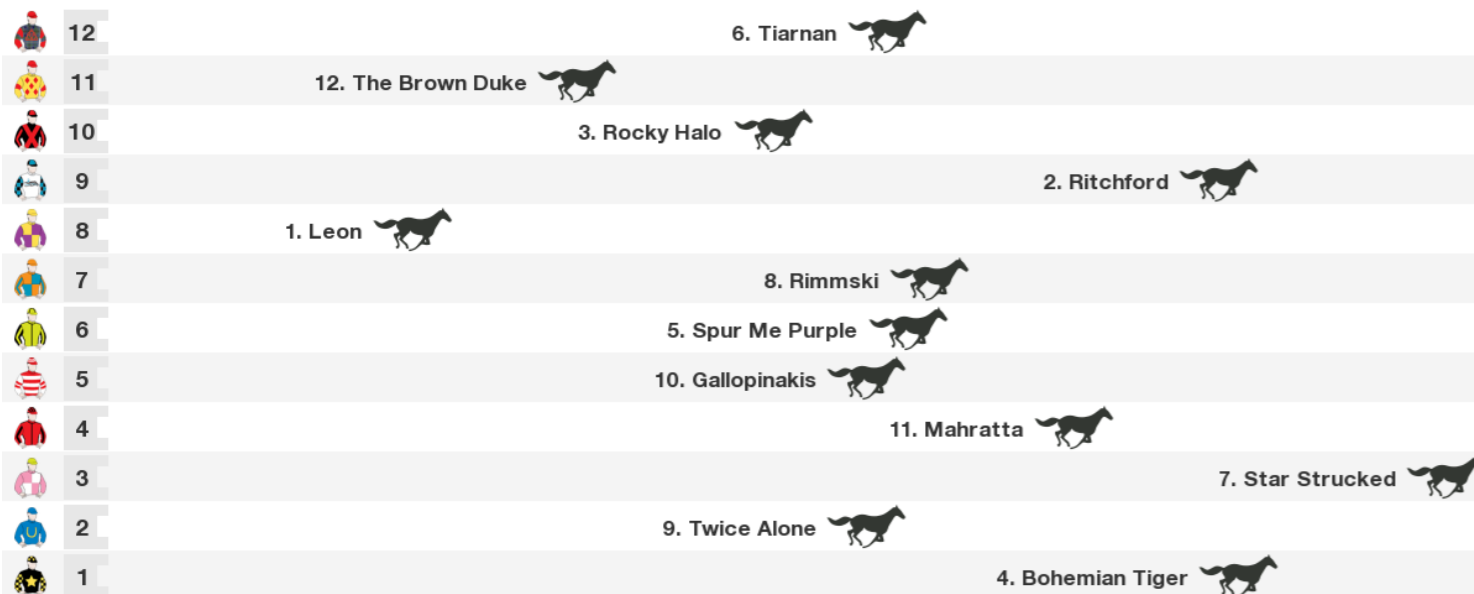 12 6. Tiarnan
11 12. The Brown Duke
10 3. Rocky Halo
9 2. Ritchford
8 1. Leon
7 8. Rimmski
6 5. Spur Me Purple
5 10. Gallopinakis
4 11. Mahratta
3 7. Star Strucked
2 9. Twice Alone
1 4. Bohemian Tiger